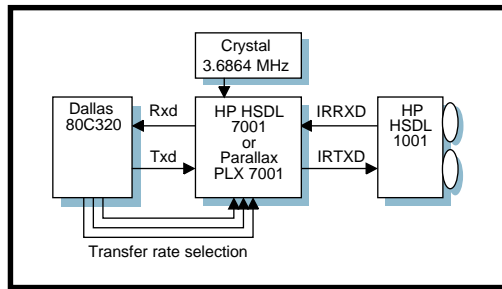 Crystal
3.6864 MHz
Dallas
80C320
Rxd
Txd
HP HSDL
7001
or
Parallax
PLX 7001
IRRXD
IRTXD
HP
HSDL
1001
Transfer rate selection